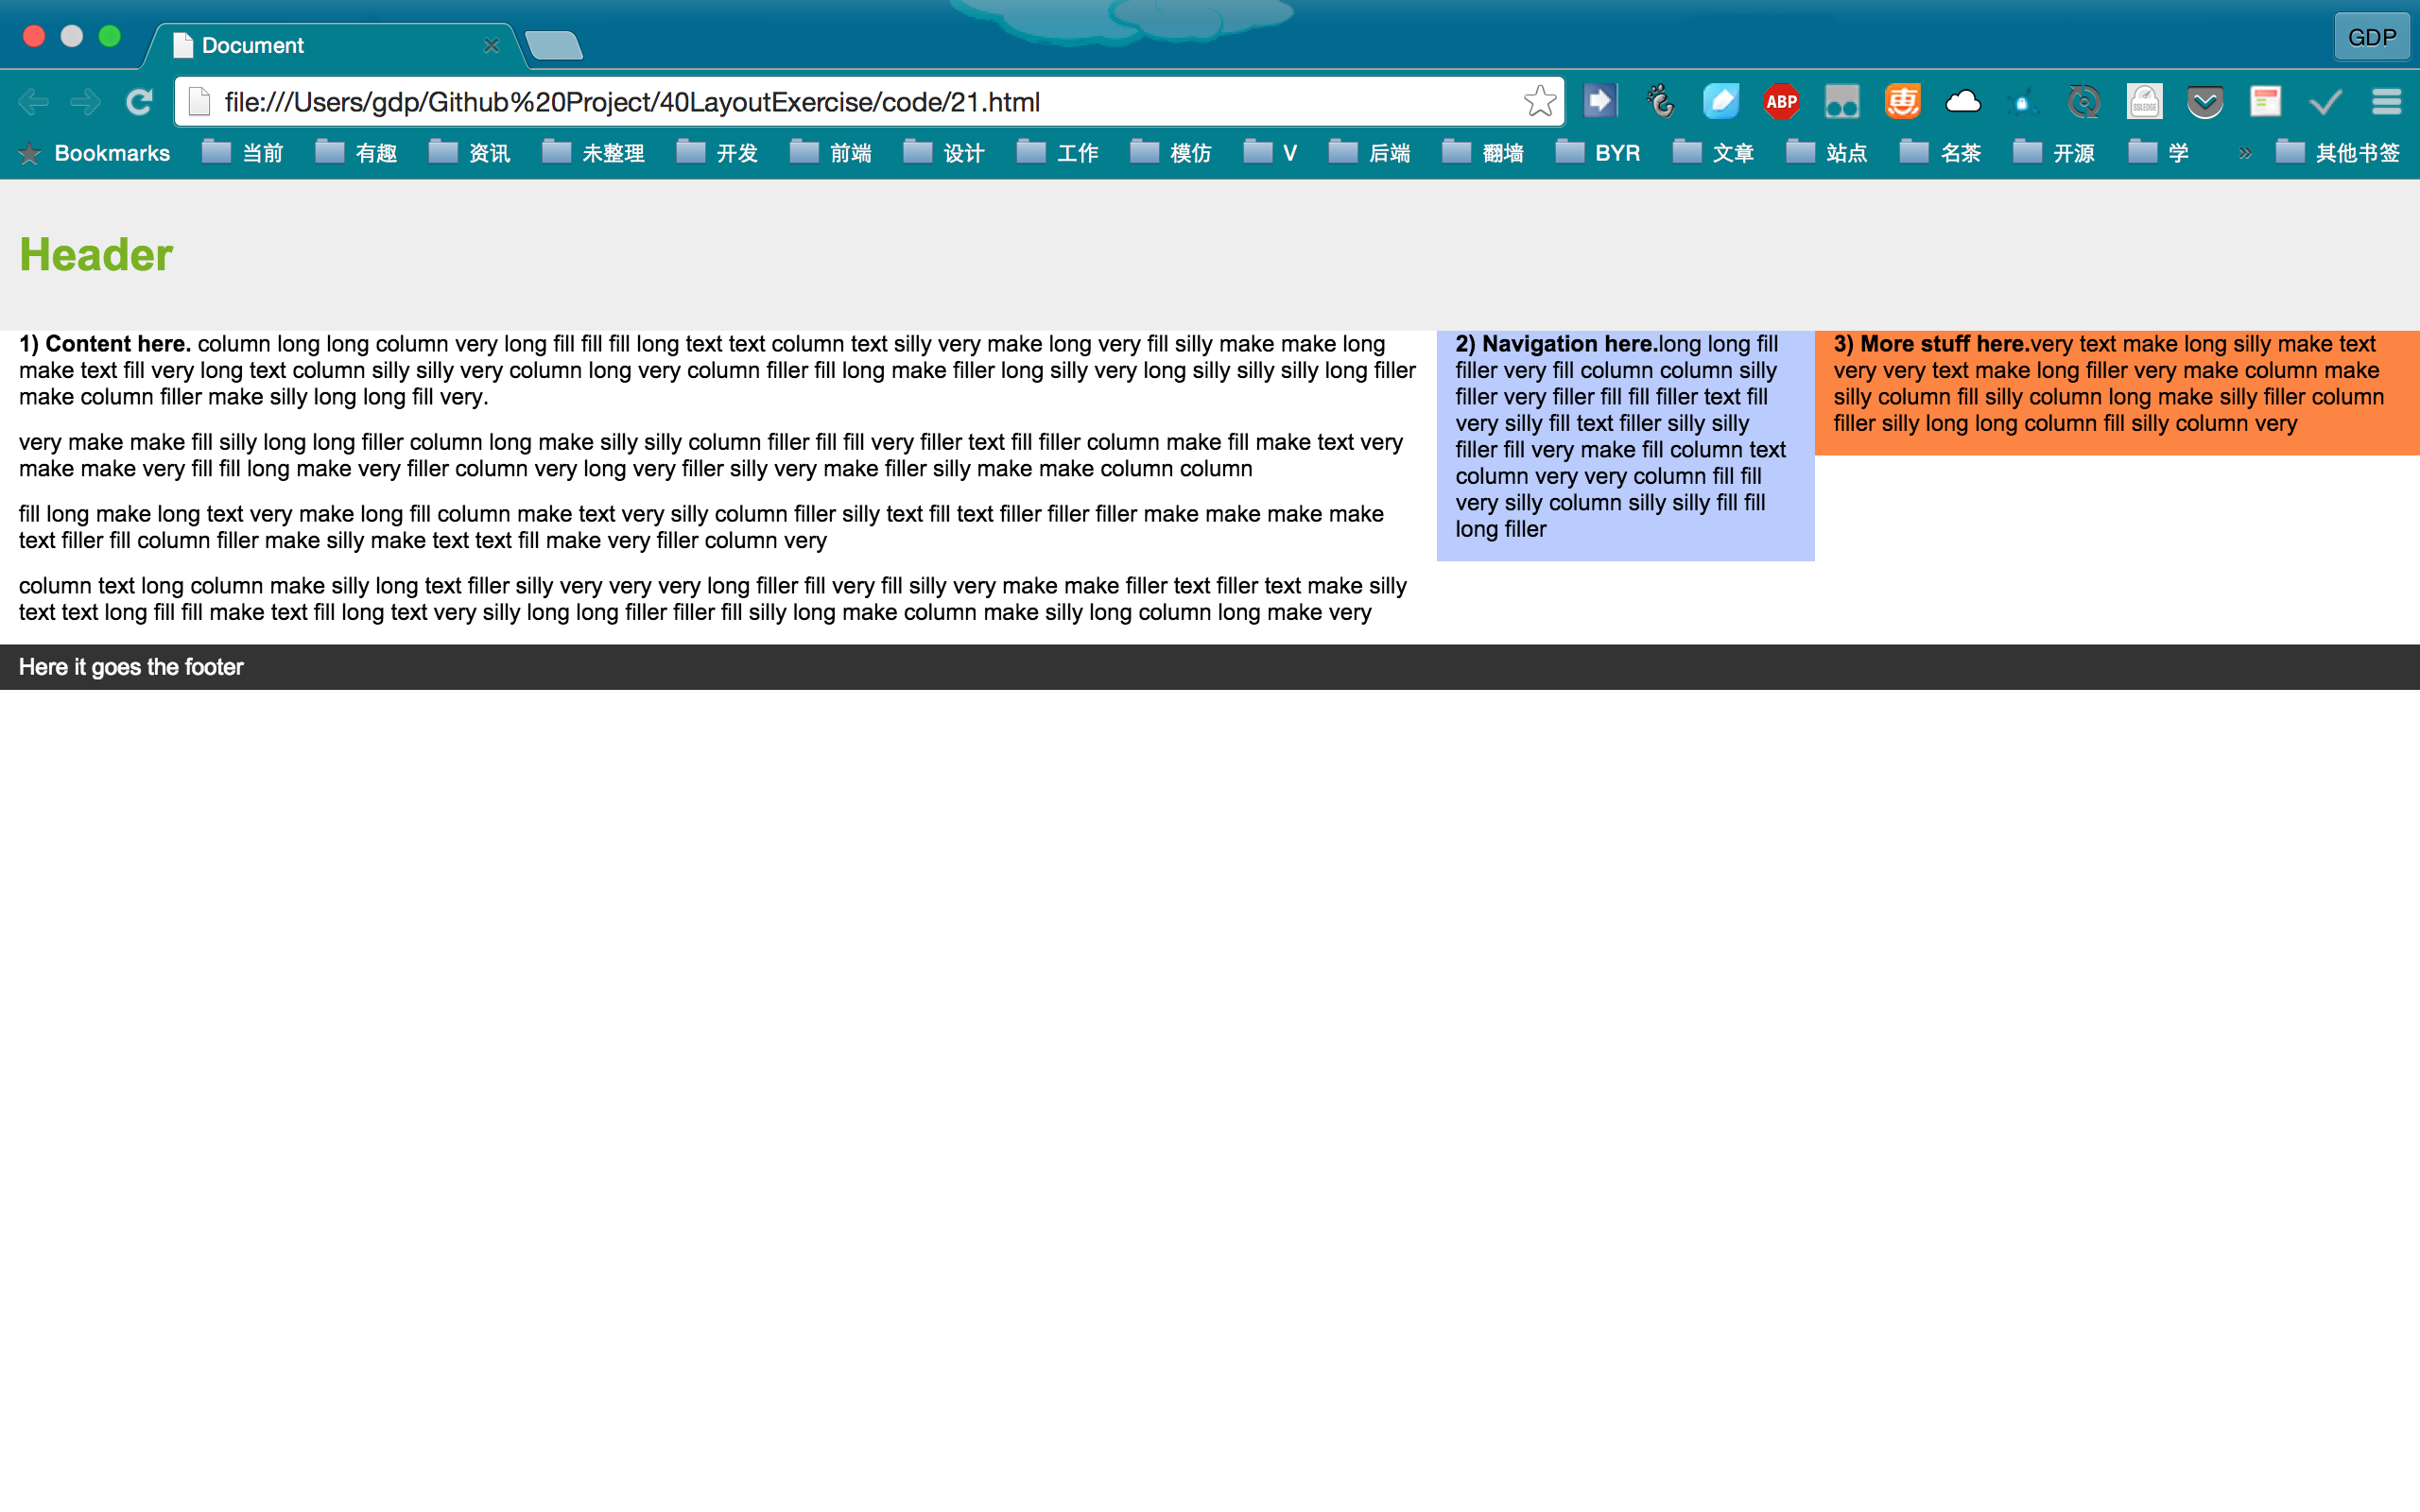 Document
GDP
file:///Users/gdp/Github%20Project/40LayoutExercise/code/21.html
ABP
惠
SSLEDGE
Bookmarks 当前 有趣 资讯 未整理 开发 前端 设计 工作 模仿 V 后端 翻墙 BYR 文章 站点 名茶 开源 学 » 其他书签
Header
1) Content here. column long long column very long fill fill fill long text text column text silly very make long very fill silly make make long
make text fill very long text column silly silly very column long very column filler fill long make filler long silly very long silly silly silly long filler
make column filler make silly long long fill very.
very make make fill silly long long filler column long make silly silly column filler fill fill very filler text fill filler column make fill make text very
make make very fill fill long make very filler column very long very filler silly very make filler silly make make column column
fill long make long text very make long fill column make text very silly column filler silly text fill text filler filler filler make make make make
text filler fill column filler make silly make text text fill make very filler column very
column text long column make silly long text filler silly very very very long filler fill very fill silly very make make filler text filler text make silly
text text long fill fill make text fill long text very silly long long filler filler fill silly long make column make silly long column long make very
2) Navigation here.long long fill
filler very fill column column silly
filler very filler fill fill filler text fill
very silly fill text filler silly silly
filler fill very make fill column text
column very very column fill fill
very silly column silly silly fill fill
long filler
3) More stuff here.very text make long silly make text
very very text make long filler very make column make
silly column fill silly column long make silly filler column
filler silly long long column fill silly column very
Here it goes the footer